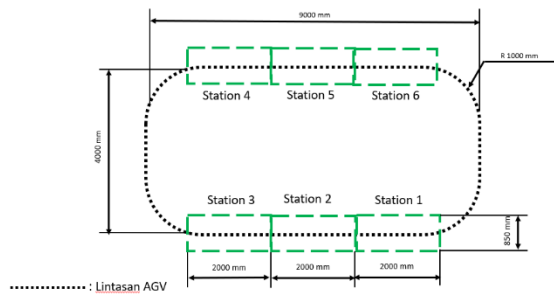 9000 mm
R 1000 mm
Station 4
Station 5
Station 6
4000 mm
Station 3
Station 2
Station 1
850 mm
2000 mm
2000 mm
2000 mm
: Lintasan AGV